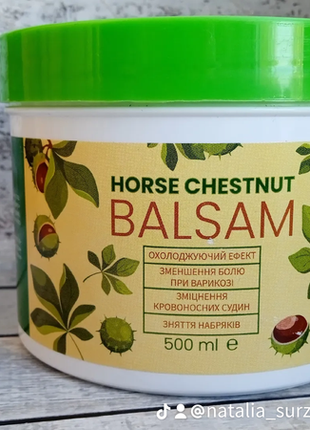 HORSE CHESTNUT
BALSAM
ОХОЛОДЖУЮЧИЙ ЕФЕКТ
ЗМЕНШЕННЯ БОЛЮ
ПРИ ВАРИКОЗІ
ЗМІЦНЕННЯ
КРОВОНОСНИХ СУДИН
ЗНЯТТЯ НАБРЯКІВ
500 ml ℮
@natalia_surz